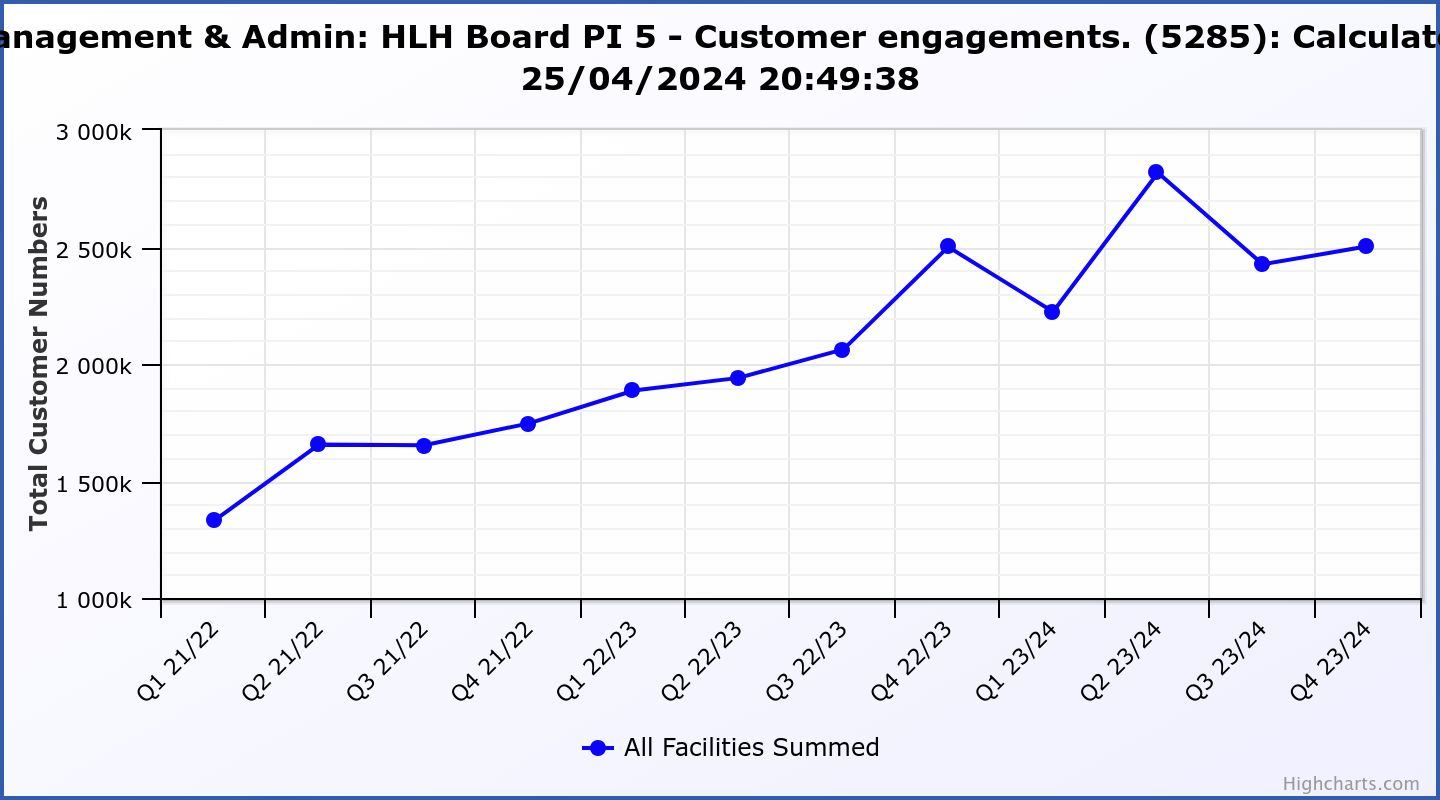 anagement & Admin: HLH Board PI 5 - Customer engagements. (5285): Calculat
25/04/2024 20:49:38
Total Customer Numbers
3 000k
2 500k
2 000k
1 500k
1 000k
Q1 21/22
Q2 21/22
Q3 21/22
Q4 21/22
Q1 22/23
Q2 22/23
Q3 22/23
Q4 22/23
Q1 23/24
Q2 23/24
Q3 23/24
Q4 23/24
All Facilities Summed
Highcharts.com